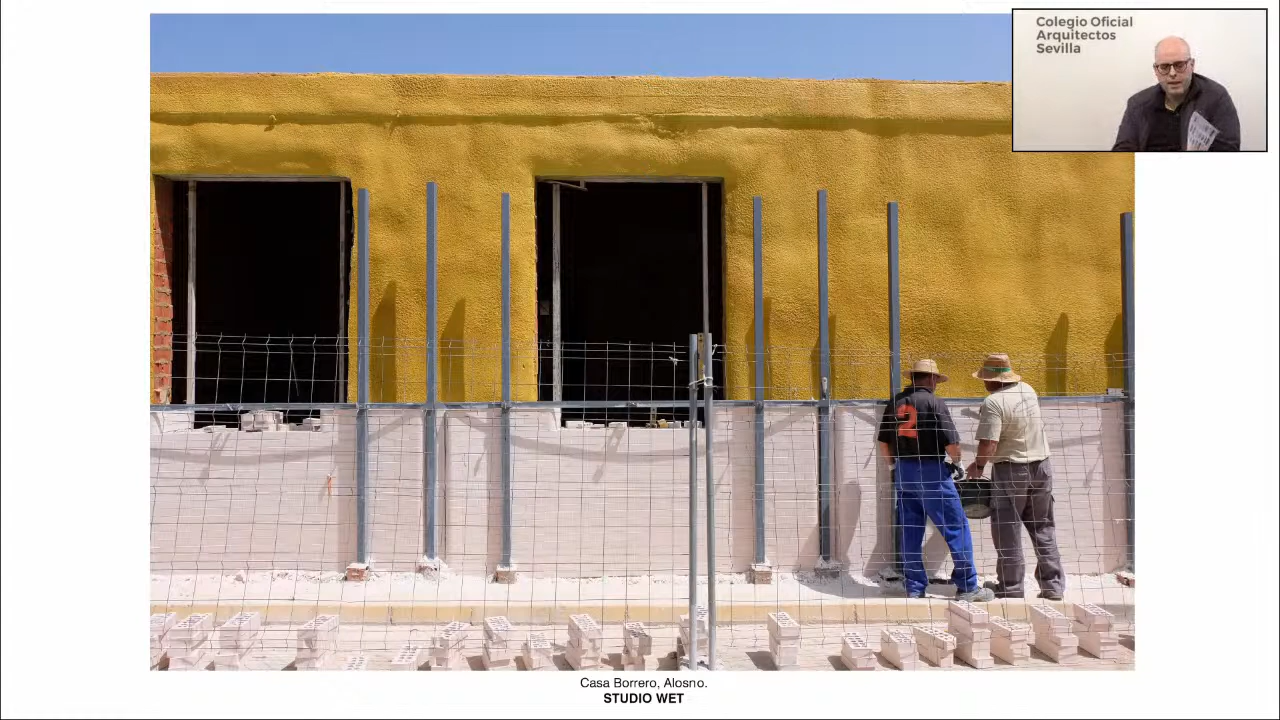 Colegio Oficial
Arquitectos
Sevilla
2
Casa Borrero, Alosno.
STUDIO WET